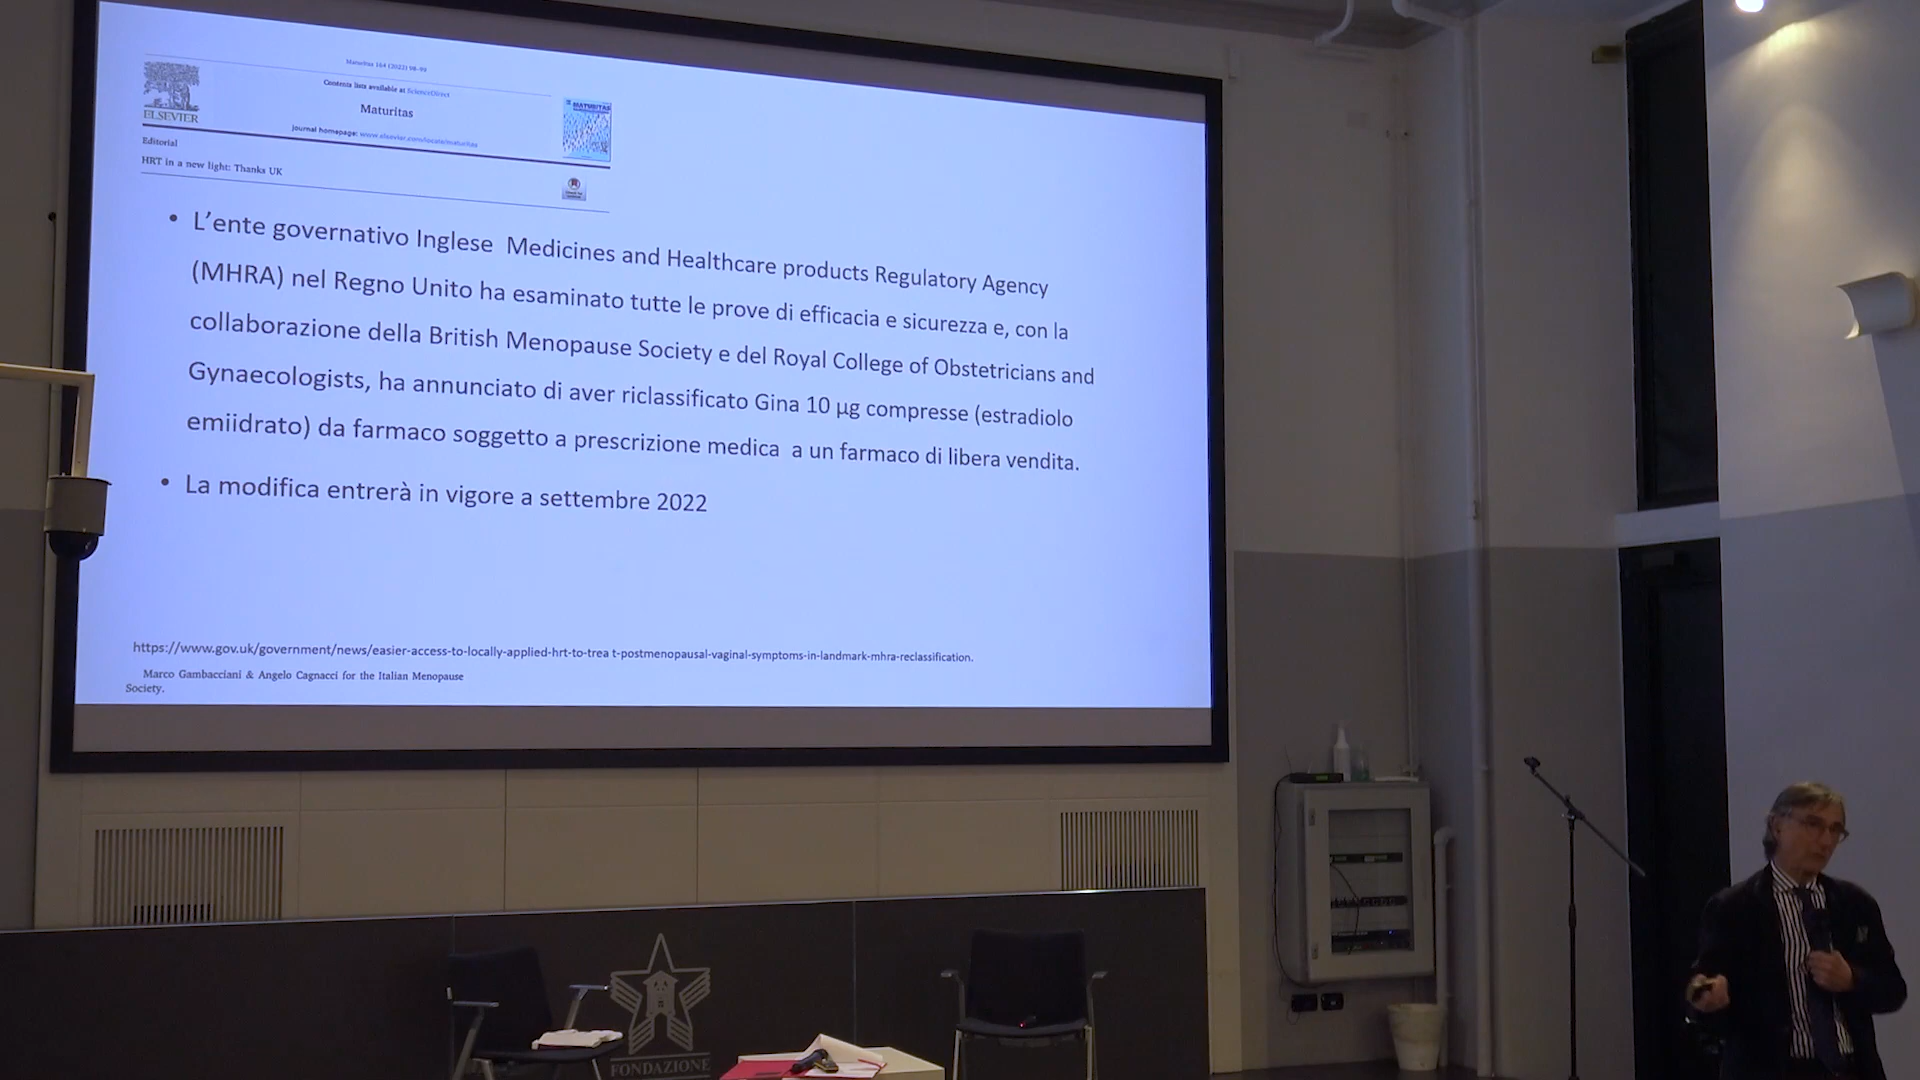 Maturitas 164 (2022) 98–99
Contents lists available at ScienceDirect
Maturitas
journal homepage: www.elsevier.com/locate/maturitas
ELSEVIER
MATURITAS
Editorial
HRT in a new light: Thanks UK
• L’ente governativo Inglese Medicines and Healthcare products Regulatory Agency
(MHRA) nel Regno Unito ha esaminato tutte le prove di efficacia e sicurezza e, con la
collaborazione della British Menopause Society e del Royal College of Obstetricians and
Gynaecologists, ha annunciato di aver riclassificato Gina 10 µg compresse (estradiolo
emiidrato) da farmaco soggetto a prescrizione medica a un farmaco di libera vendita.
• La modifica entrerà in vigore a settembre 2022
https://www.gov.uk/government/news/easier-access-to-locally-applied-hrt-to-trea t-postmenopausal-vaginal-symptoms-in-landmark-mhra-reclassification.
Marco Gambacciani & Angelo Cagnacci for the Italian Menopause
Society.
FONDAZIONE